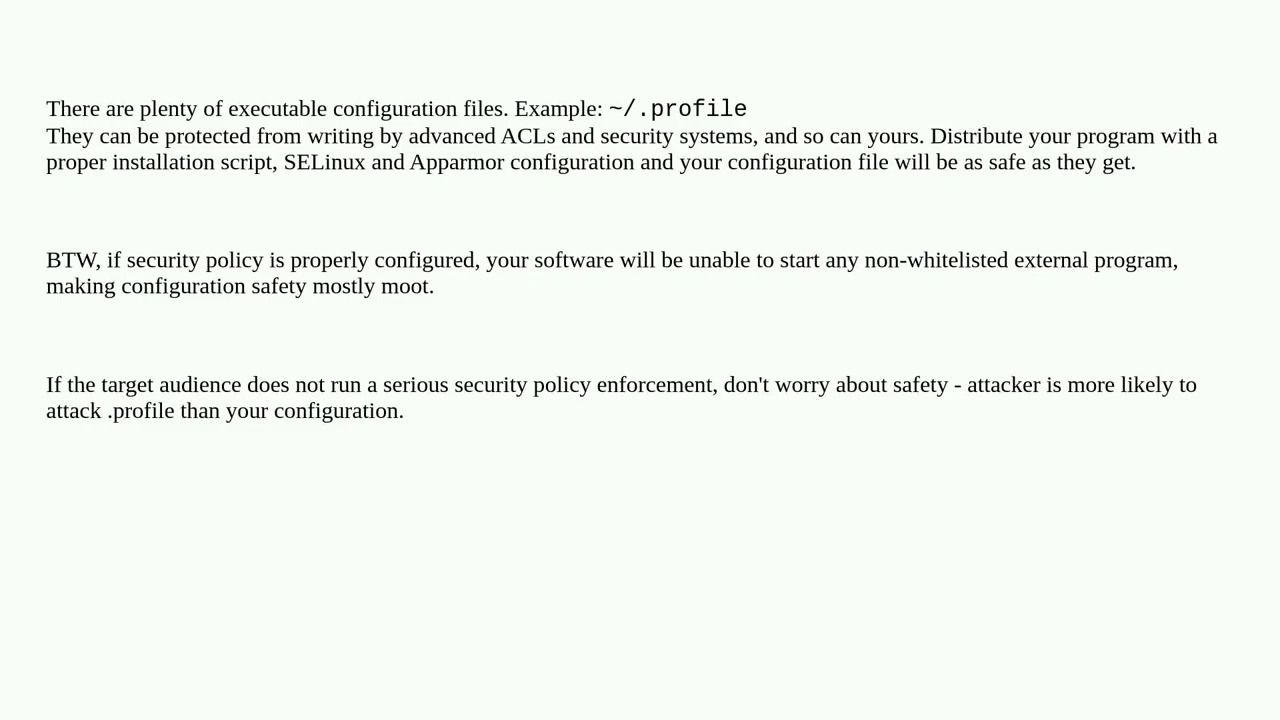 There are plenty of executable configuration files. Example: ~/.profile
They can be protected from writing by advanced ACLs and security systems, and so can yours. Distribute your program with a
proper installation script, SELinux and Apparmor configuration and your configuration file will be as safe as they get.
BTW, if security policy is properly configured, your software will be unable to start any non-whitelisted external program,
making configuration safety mostly moot.
If the target audience does not run a serious security policy enforcement, don't worry about safety - attacker is more likely to
attack .profile than your configuration.